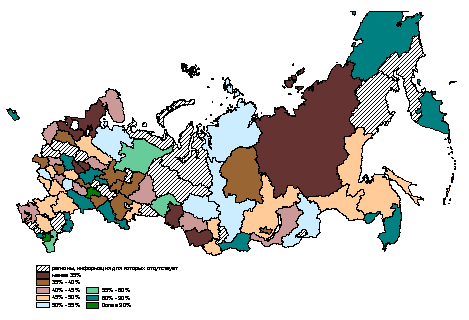 регионы, информация для которых отсутствует
менее 35%
35% - 40%
40% - 45%
45% - 50%
50% - 55%
55% - 60%
60% - 90%
более 90%